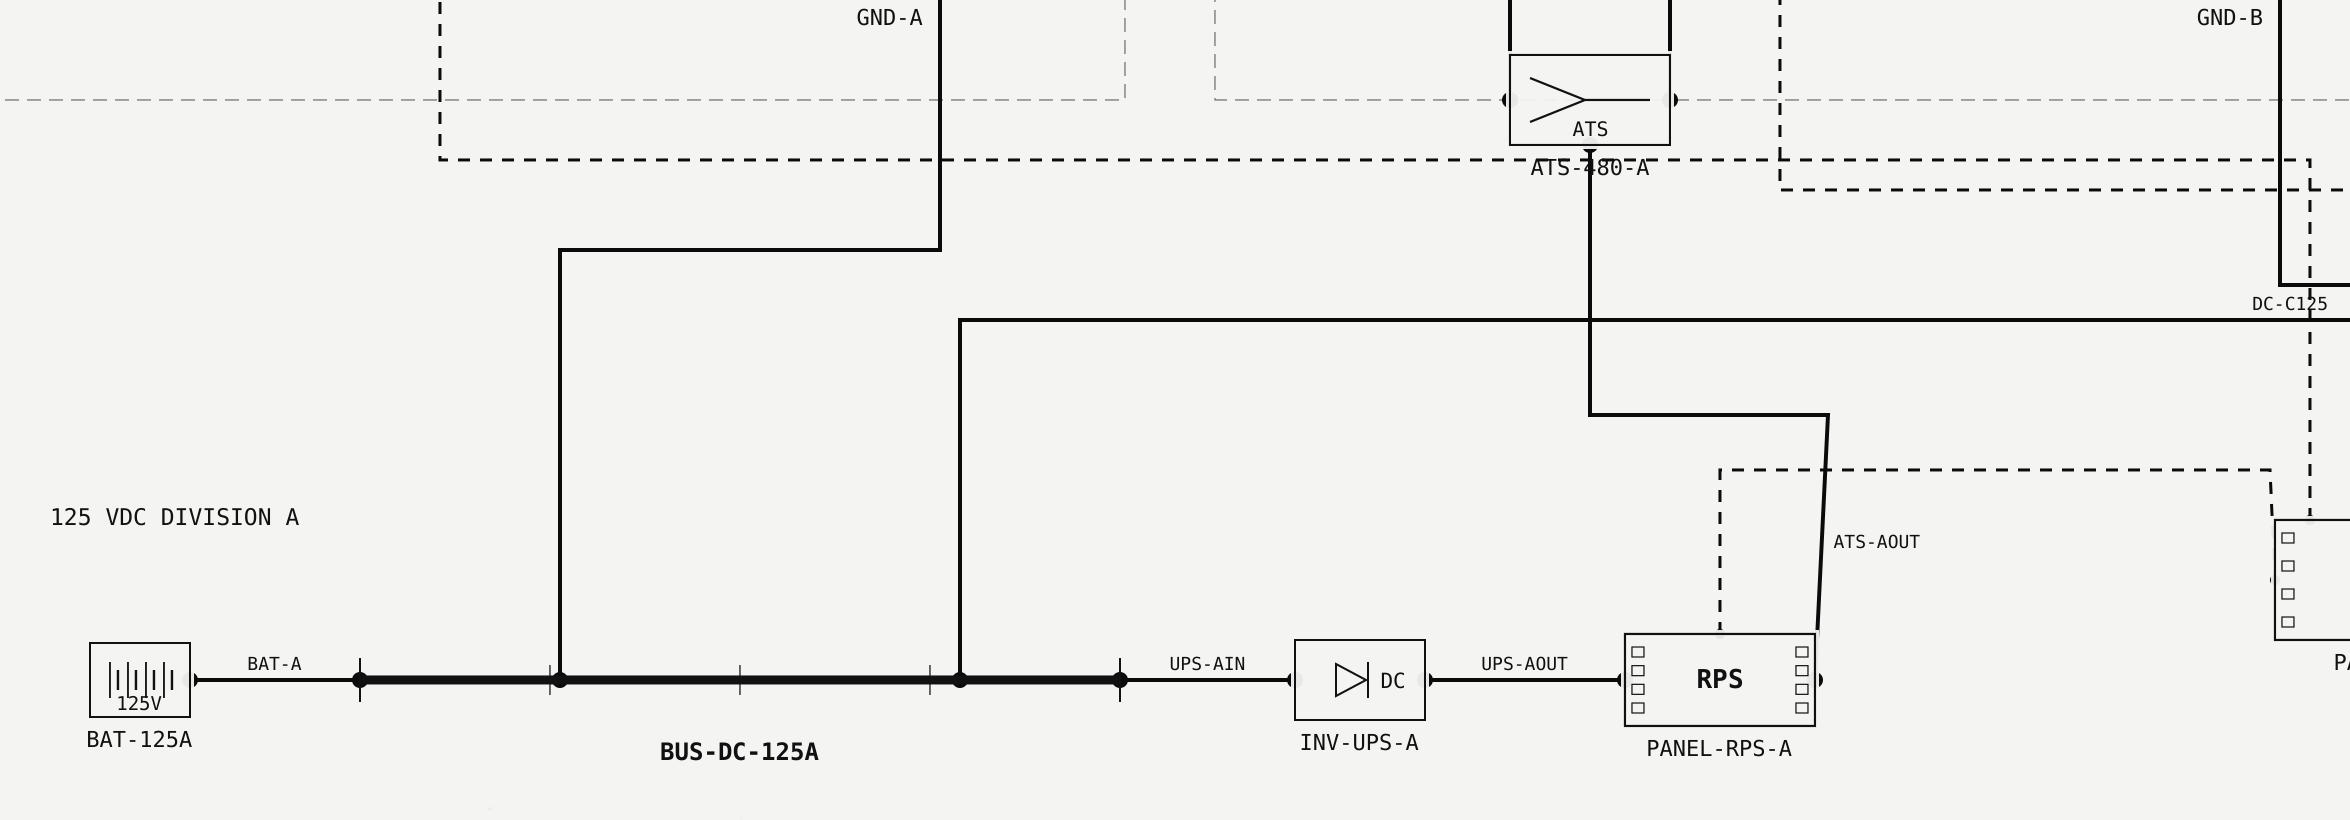 GND-A
GND-B
ATS
ATS-480-A
DC-C125
125 VDC DIVISION A
ATS-AOUT
BAT-A
UPS-AIN
UPS-AOUT
DC
RPS
125V
BAT-125A
BUS-DC-125A
INV-UPS-A
PANEL-RPS-A